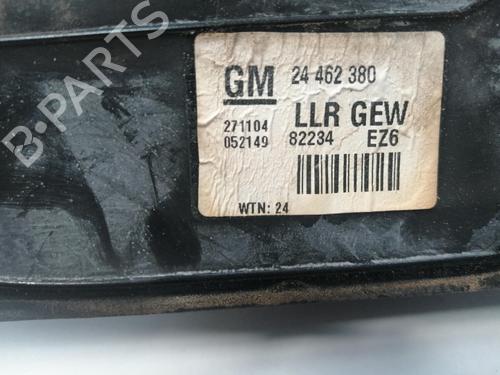 B-PARTS
GM 24 462 380
LLR GEW
271104
052149 82234 EZ6
WTN: 24